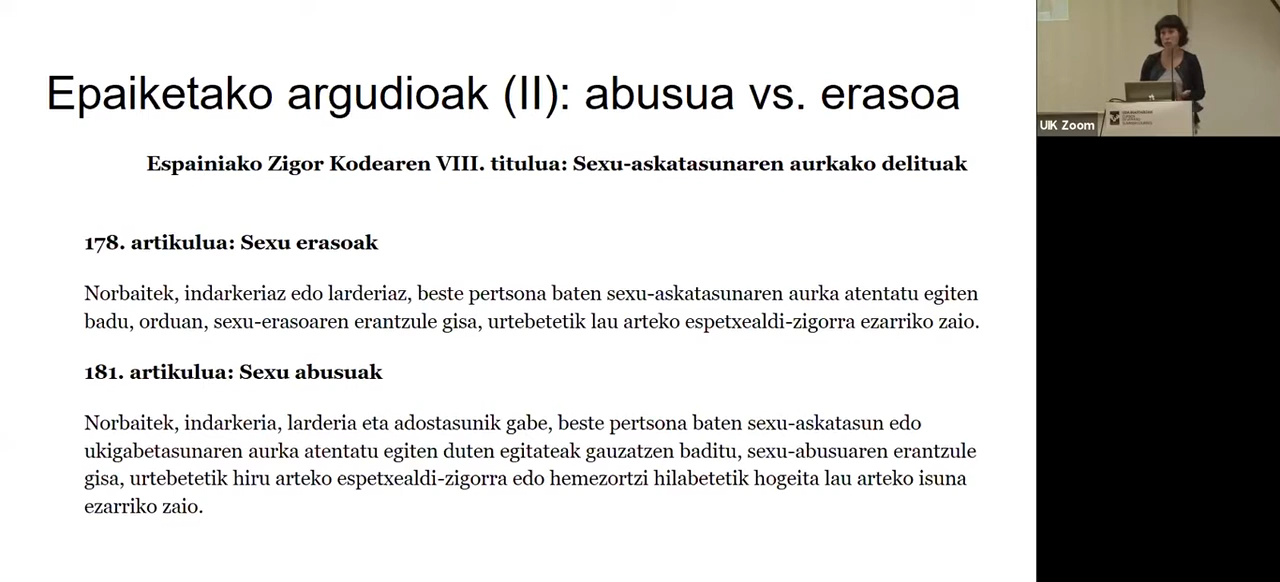 Epaiketako argudioak (II): abusua vs. erasoa
Espainiako Zigor Kodearen VIII. titulua: Sexu-askatasunaren aurkako delituak
178. artikulua: Sexu erasoak
Norbaitek, indarkeriaz edo larderiaz, beste pertsona baten sexu-askatasunaren aurka atentatu egiten
badu, orduan, sexu-erasoaren erantzule gisa, urtebetetik lau arteko espetxealdi-zigorra ezarriko zaio.
181. artikulua: Sexu abusuak
Norbaitek, indarkeria, larderia eta adostasunik gabe, beste pertsona baten sexu-askatasun edo
ukigabetasunaren aurka atentatu egiten duten egitateak gauzatzen baditu, sexu-abusuaren erantzule
gisa, urtebetetik hiru arteko espetxealdi-zigorra edo hemezortzi hilabetetik hogeita lau arteko isuna
ezarriko zaio.
UIK Zoom